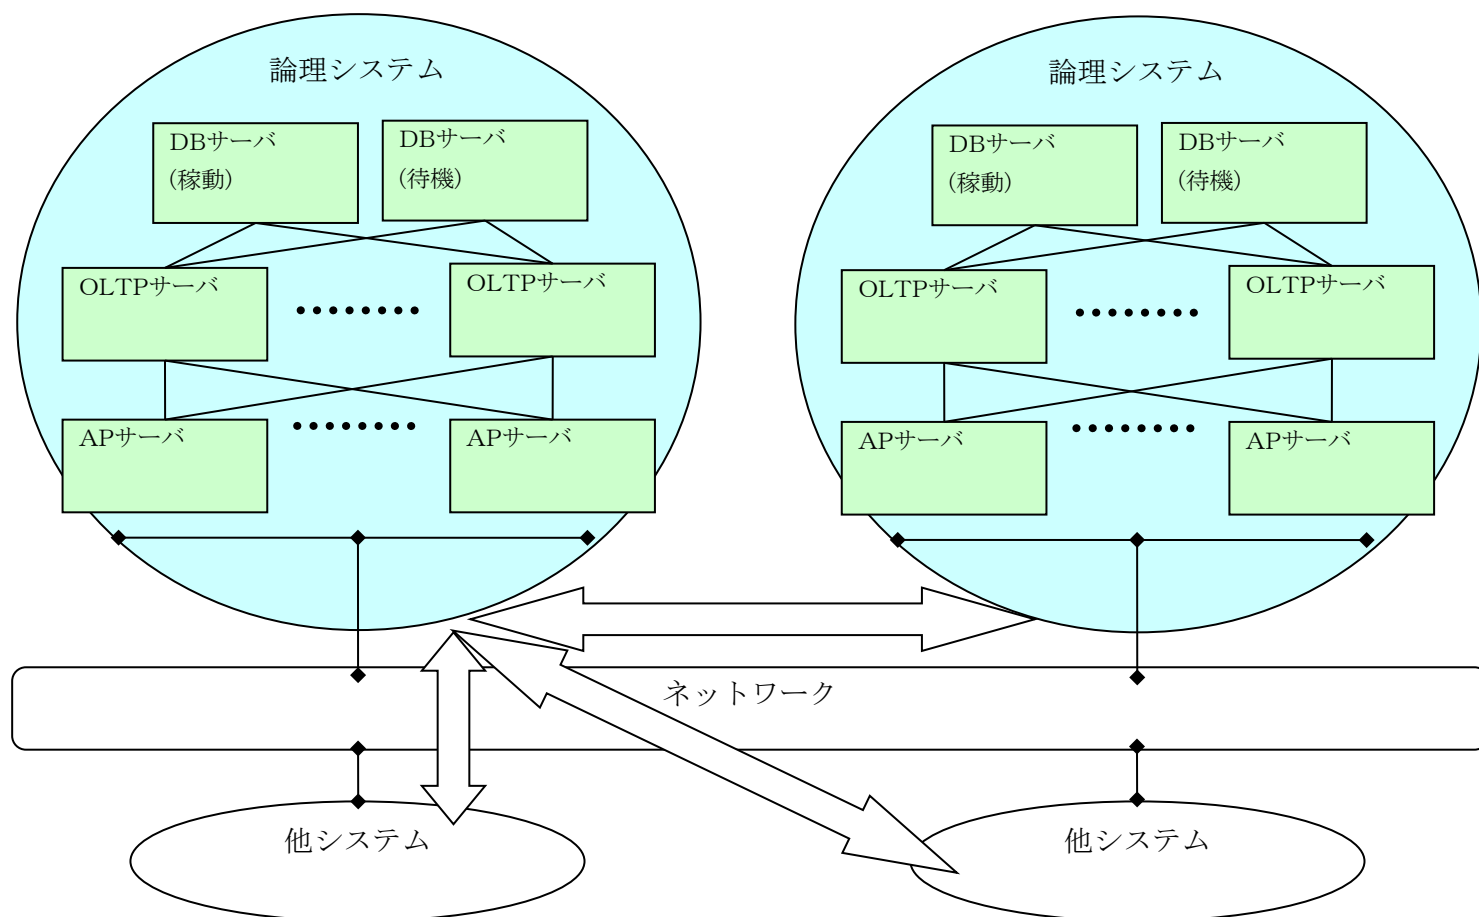 論理システム
DBサーバ
(稼動)
DBサーバ
(待機)
OLTPサーバ
OLTPサーバ
APサーバ
APサーバ
論理システム
DBサーバ
(稼動)
DBサーバ
(待機)
OLTPサーバ
OLTPサーバ
APサーバ
APサーバ
ネットワーク
他システム
他システム